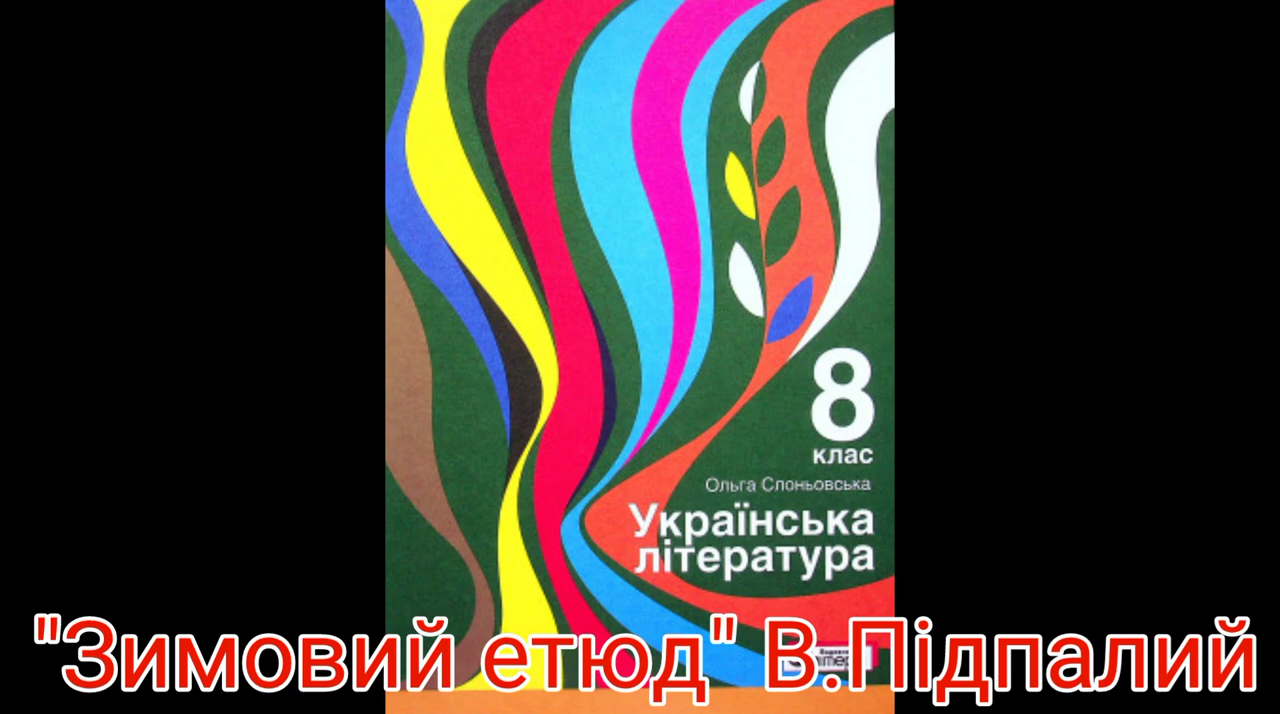 8
клас
Ольга Слоньовська
Українська
література
"Зимовий етюд" В.Підпалий